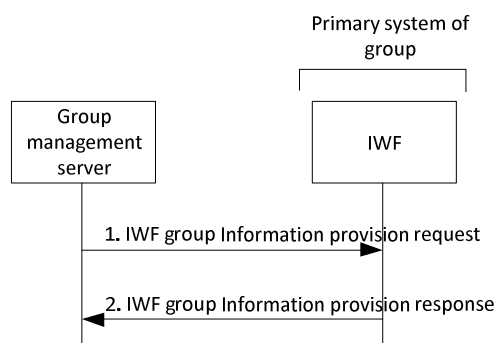 Primary system of
group
Group
management
server
IWF
1. IWF group Information provision request
2. IWF group Information provision response